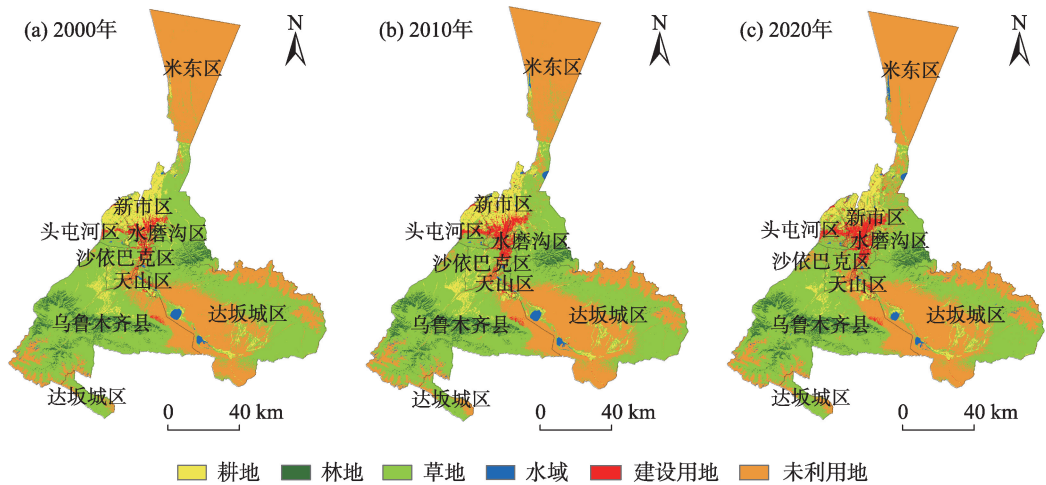 (a) 2000年
N
米东区
新市区
头屯河区
水磨沟区
沙依巴克区
天山区
达坂城区
乌鲁木齐县
达坂城区
0 40 km
(b) 2010年
N
米东区
新市区
头屯河区
水磨沟区
沙依巴克区
天山区
达坂城区
乌鲁木齐县
达坂城区
0 40 km
(c) 2020年
N
米东区
新市区
头屯河区
水磨沟区
沙依巴克区
天山区
达坂城区
乌鲁木齐县
达坂城区
0 40 km
耕地 林地 草地 水域 建设用地 未利用地